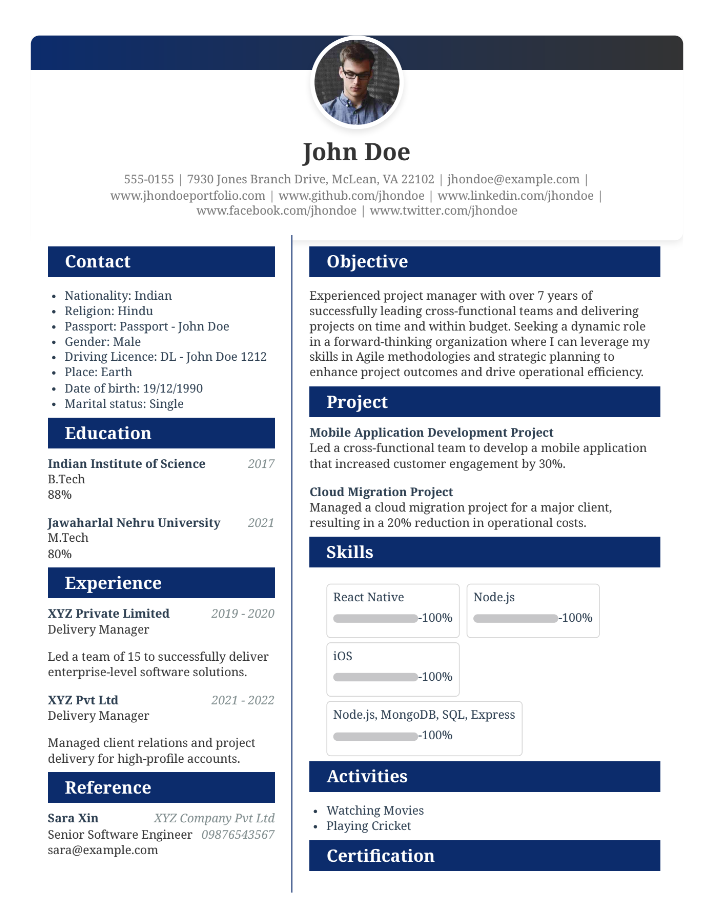 John Doe
555-0155 | 7930 Jones Branch Drive, McLean, VA 22102 | jhondoe@example.com |
www.jhondoeportfolio.com | www.github.com/jhondoe | www.linkedin.com/jhondoe |
www.facebook.com/jhondoe | www.twitter.com/jhondoe
Contact
• Nationality: Indian
• Religion: Hindu
• Passport: Passport - John Doe
• Gender: Male
• Driving Licence: DL - John Doe 1212
• Place: Earth
• Date of birth: 19/12/1990
• Marital status: Single
Education
Indian Institute of Science 2017
B.Tech
88%
Jawaharlal Nehru University 2021
M.Tech
80%
Experience
XYZ Private Limited 2019 - 2020
Delivery Manager
Led a team of 15 to successfully deliver
enterprise-level software solutions.
XYZ Pvt Ltd 2021 - 2022
Delivery Manager
Managed client relations and project
delivery for high-profile accounts.
Reference
Sara Xin XYZ Company Pvt Ltd
Senior Software Engineer 09876543567
sara@example.com
Objective
Experienced project manager with over 7 years of
successfully leading cross-functional teams and delivering
projects on time and within budget. Seeking a dynamic role
in a forward-thinking organization where I can leverage my
skills in Agile methodologies and strategic planning to
enhance project outcomes and drive operational efficiency.
Project
Mobile Application Development Project
Led a cross-functional team to develop a mobile application
that increased customer engagement by 30%.
Cloud Migration Project
Managed a cloud migration project for a major client,
resulting in a 20% reduction in operational costs.
Skills
React Native
-100%
Node.js
-100%
iOS
-100%
Node.js, MongoDB, SQL, Express
-100%
Activities
• Watching Movies
• Playing Cricket
Certification